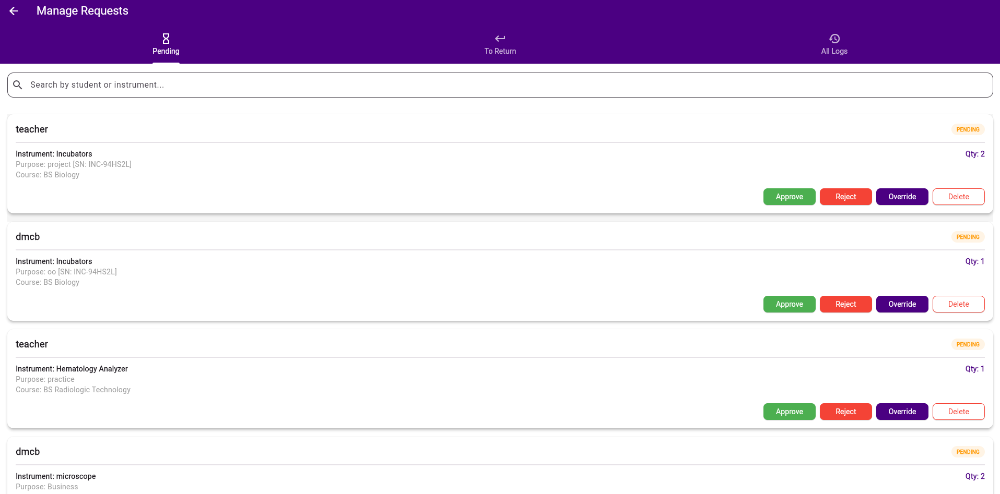 Manage Requests
Pending
To Return
All Logs
Search by student or instrument...
teacher
PENDING
Instrument: Incubators
Qty: 2
Purpose: project [SN: INC-94HS2L]
Course: BS Biology
Approve
Reject
Override
Delete
dmcb
PENDING
Instrument: Incubators
Qty: 1
Purpose: oo [SN: INC-94HS2L]
Course: BS Biology
Approve
Reject
Override
Delete
teacher
PENDING
Instrument: Hematology Analyzer
Qty: 1
Purpose: practice
Course: BS Radiologic Technology
Approve
Reject
Override
Delete
dmcb
PENDING
Instrument: microscope
Qty: 2
Purpose: Business